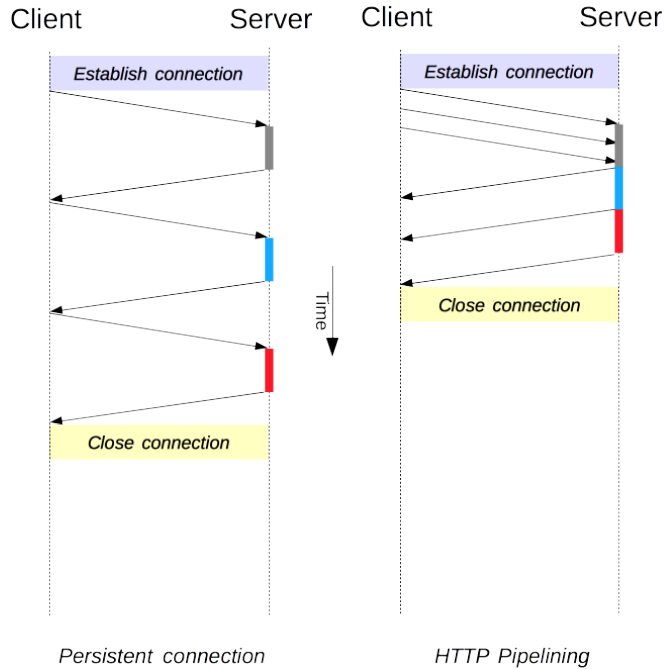 Client
Server
Client
Server
Establish connection
Establish connection
Time
Close connection
Close connection
Persistent connection
HTTP Pipelining